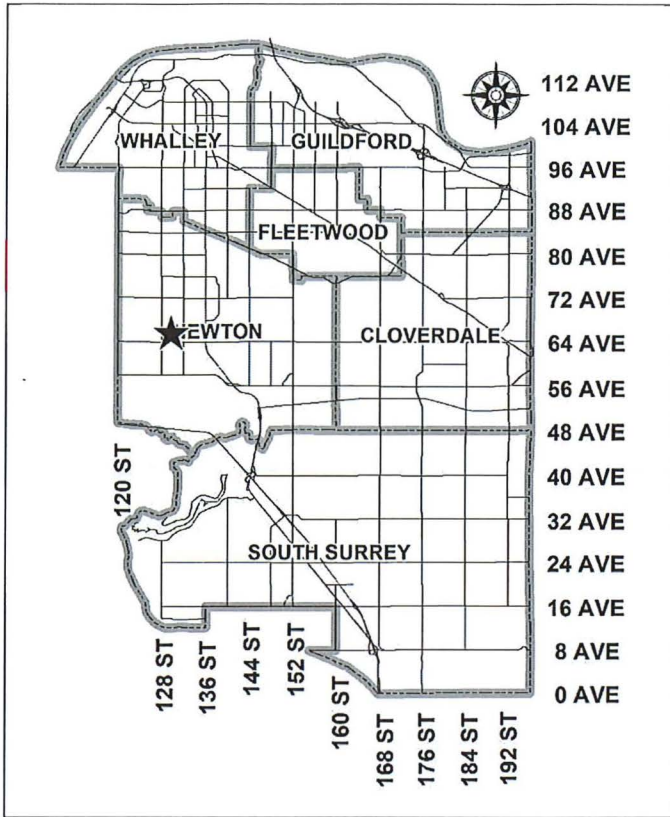 112 AVE
104 AVE
WHALLEY GUILDFORD
96 AVE
88 AVE
FLEETWOOD
80 AVE
72 AVE
EWTON CLOVERDALE
64 AVE
56 AVE
48 AVE
120 ST
40 AVE
32 AVE
SOUTH SURREY
24 AVE
16 AVE
8 AVE
0 AVE
128 ST
136 ST
144 ST
152 ST
160 ST
168 ST
176 ST
184 ST
192 ST